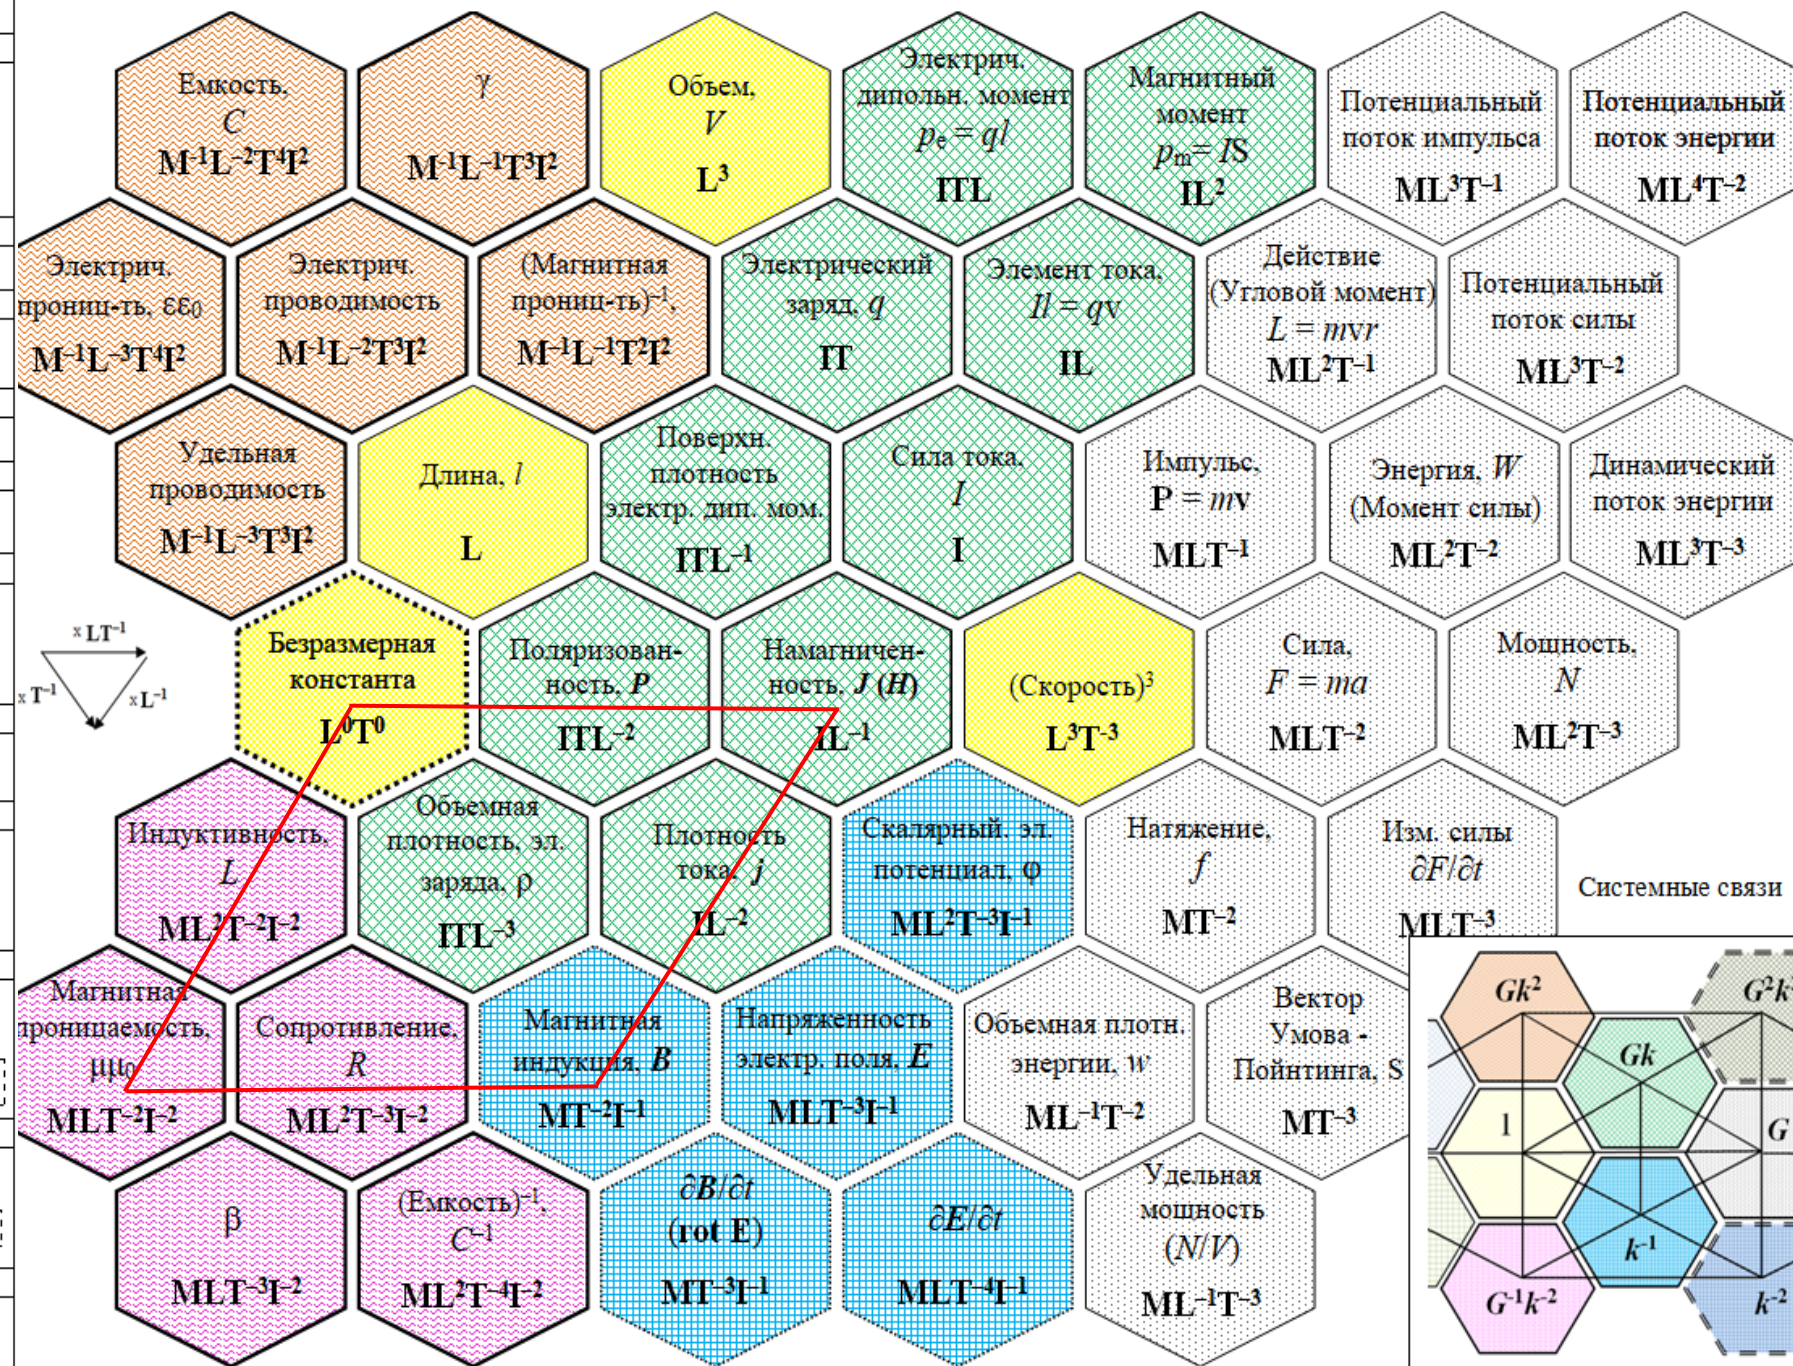 Емкость,
C
M⁻¹L⁻²T⁴I²
γ
M⁻¹L⁻¹T³I²
Объем,
V
L³
Электрич.
дипольн. момент
pₑ = ql
ITL
Магнитный
момент
pₘ= IS
IL²
Потенциальный
поток импульса
ML³T⁻¹
Потенциальный
поток энергии
ML⁴T⁻²
Электрич.
прониц-ть, εε₀
M⁻¹L⁻³T⁴I²
Электрич.
проводимость
M⁻¹L⁻²T³I²
(Магнитная
прониц-ть)⁻¹,
M⁻¹L⁻¹T²I²
Электрический
заряд, q
IT
Элемент тока,
Il = qv
IL
Действие
(Угловой момент)
L = mvr
ML²T⁻¹
Потенциальный
поток силы
ML³T⁻²
Удельная
проводимость
M⁻¹L⁻³T³I²
Длина, l
L
Поверхн.
плотность
электр. дип. мом.
ITL⁻¹
Сила тока,
I
I
Импульс,
P = mv
MLT⁻¹
Энергия, W
(Момент силы)
ML²T⁻²
Динамический
поток энергии
ML³T⁻³
x LT⁻¹
x T⁻¹
x L⁻¹
Безразмерная
константа
L⁰T⁰
Поляризован-
ность, P
ITL⁻²
Намагничен-
ность, J (H)
IL⁻¹
(Скорость)³
L³T⁻³
Сила,
F = ma
MLT⁻²
Мощность,
N
ML²T⁻³
Индуктивность,
L
ML²T⁻²I⁻²
Объемная
плотность, эл.
заряда, ρ
ITL⁻³
Плотность
тока, j
IL⁻²
Скалярный. эл.
потенциал, φ
ML²T⁻³I⁻¹
Натяжение,
f
MT⁻²
Изм. силы
∂F/∂t
MLT⁻³
Системные связи
Магнитная
проницаемость,
μμ₀
MLT⁻²I⁻²
Сопротивление,
R
ML²T⁻³I⁻²
Магнитная
индукция, B
MT⁻²I⁻¹
Напряженность
электр. поля, E
MLT⁻³I⁻¹
Объемная плотн.
энергии, w
ML⁻¹T⁻²
Вектор
Умова -
Пойнтинга, S
MT⁻³
β
MLT⁻³I⁻²
(Емкость)⁻¹,
C⁻¹
ML²T⁻⁴I⁻²
∂B/∂t
(rot E)
MT⁻³I⁻¹
∂E/∂t
MLT⁻⁴I⁻¹
Удельная
мощность
(N/V)
ML⁻¹T⁻³
Gk²
G²k
Gk
1
G
k⁻¹
G⁻¹k⁻²
k⁻²